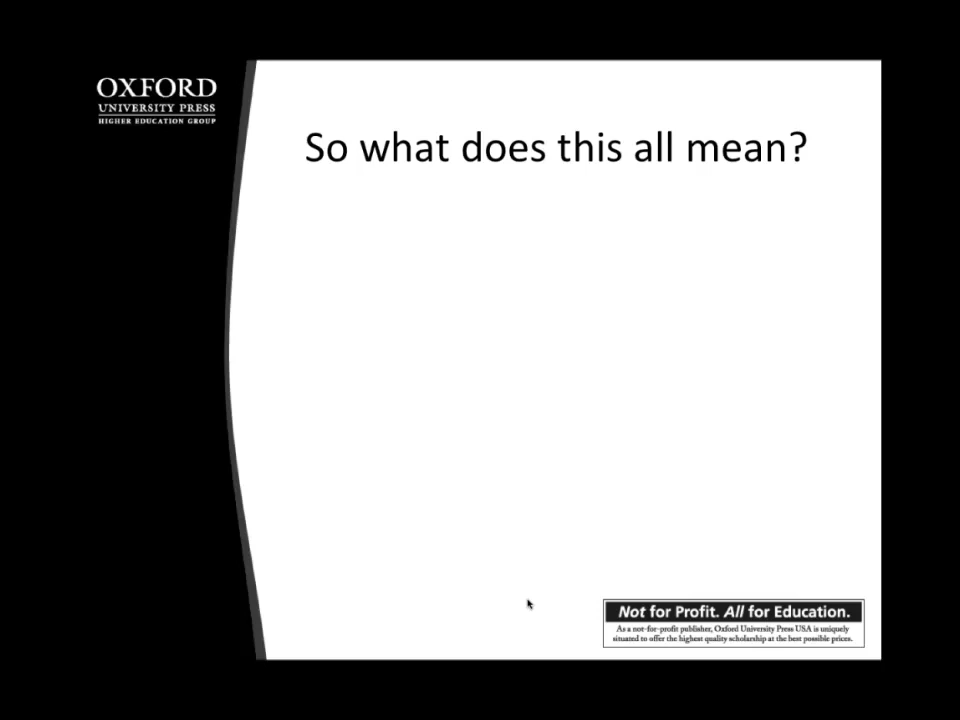 OXFORD
UNIVERSITY PRESS
HIGHER EDUCATION GROUP
So what does this all mean?
Not for Profit. All for Education.
As a not-for-profit publisher, Oxford University Press USA is uniquely
situated to offer the highest quality scholarship at the best possible prices.